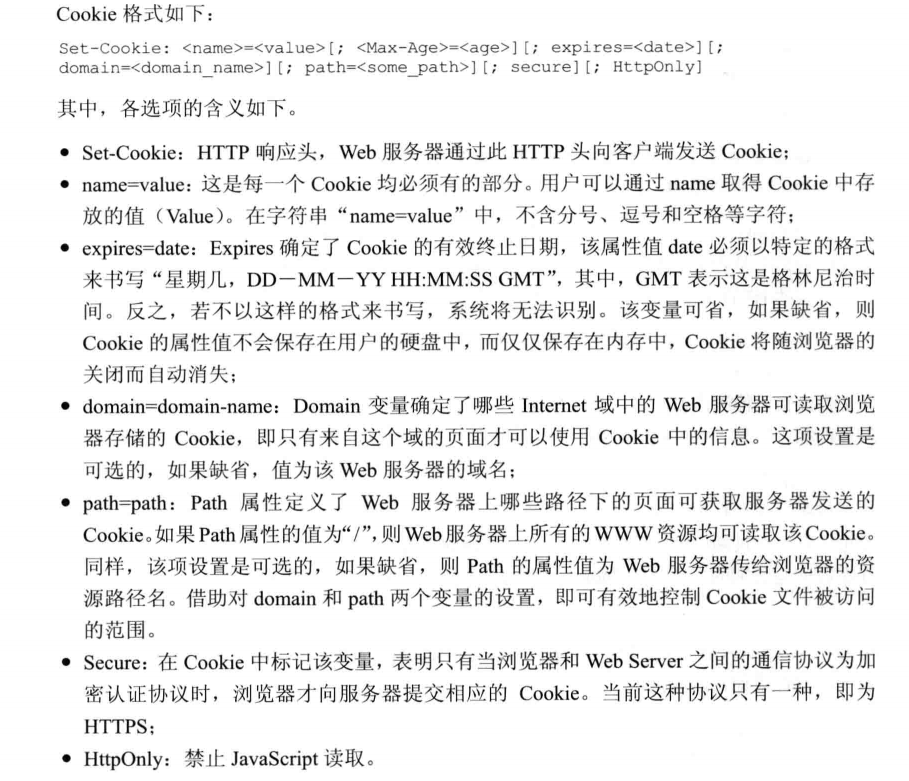 Cookie 格式如下：
Set-Cookie: <name>=<value>[; <Max-Age>=<age>][; expires=<date>][;
domain=<domain_name>][; path=<some_path>][; secure][; HttpOnly]
其中，各选项的含义如下。
● Set-Cookie：HTTP 响应头，Web 服务器通过此 HTTP 头向客户端发送 Cookie；
● name=value：这是每一个 Cookie 均必须有的部分。用户可以通过 name 取得 Cookie 中存
放的值（Value）。在字符串“name=value”中，不含分号、逗号和空格等字符；
● expires=date：Expires 确定了 Cookie 的有效终止日期，该属性值 date 必须以特定的格式
来书写“星期几，DD－MM－YY HH:MM:SS GMT”，其中，GMT 表示这是格林尼治时
间。反之，若不以这样的格式来书写，系统将无法识别。该变量可省，如果缺省，则
Cookie 的属性值不会保存在用户的硬盘中，而仅仅保存在内存中，Cookie 将随浏览器的
关闭而自动消失；
● domain=domain-name：Domain 变量确定了哪些 Internet 域中的 Web 服务器可读取浏览
器存储的 Cookie，即只有来自这个域的页面才可以使用 Cookie 中的信息。这项设置是
可选的，如果缺省，值为该 Web 服务器的域名；
● path=path：Path 属性定义了 Web 服务器上哪些路径下的页面可获取服务器发送的
Cookie。如果 Path 属性的值为“/”，则 Web 服务器上所有的 WWW 资源均可读取该 Cookie。
同样，该项设置是可选的，如果缺省，则 Path 的属性值为 Web 服务器传给浏览器的资
源路径名。借助对 domain 和 path 两个变量的设置，即可有效地控制 Cookie 文件被访问
的范围。
● Secure：在 Cookie 中标记该变量，表明只有当浏览器和 Web Server 之间的通信协议为加
密认证协议时，浏览器才向服务器提交相应的 Cookie。当前这种协议只有一种，即为
HTTPS；
● HttpOnly：禁止 JavaScript 读取。